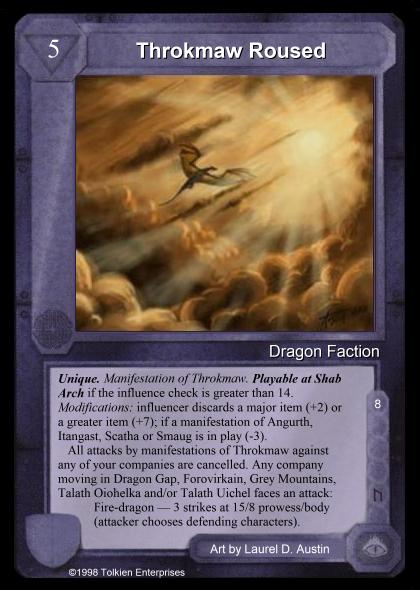 5
Throkmaw Roused
Dragon Faction
Unique. Manifestation of Throkmaw. Playable at Shab
Arch if the influence check is greater than 14.
Modifications: influencer discards a major item (+2) or
a greater item (+7); if a manifestation of Angurth,
Itangast, Scatha or Smaug is in play (-3).
All attacks by manifestations of Throkmaw against
any of your companies are cancelled. Any company
moving in Dragon Gap, Forovirkain, Grey Mountains,
Talath Oiohelka and/or Talath Uichel faces an attack:
Fire-dragon — 3 strikes at 15/8 prowess/body
(attacker chooses defending characters).
8
Art by Laurel D. Austin
©1998 Tolkien Enterprises